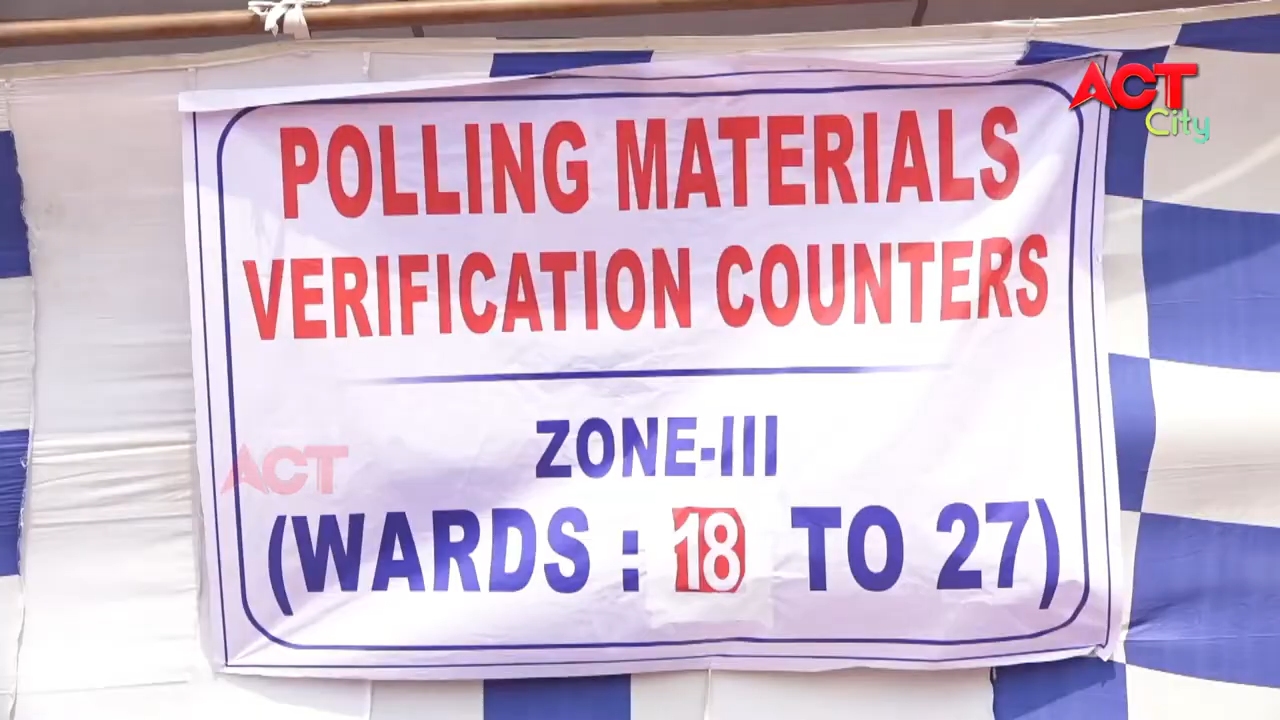 ACT
City
POLLING MATERIALS
VERIFICATION COUNTERS
ZONE-III
ACT
(WARDS : 18 TO 27)